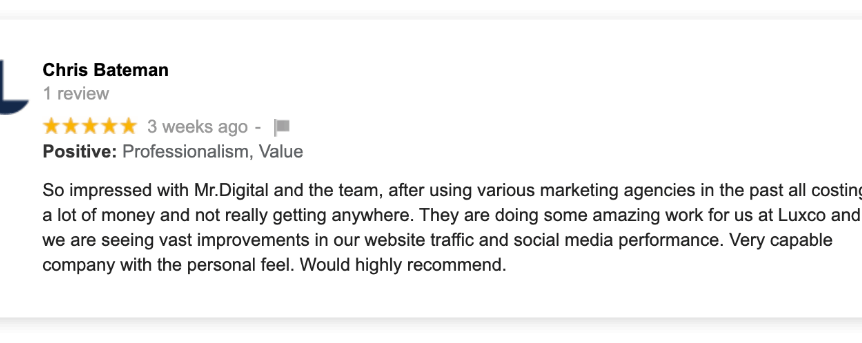 Chris Bateman
1 review
3 weeks ago -
Positive: Professionalism, Value
So impressed with Mr.Digital and the team, after using various marketing agencies in the past all costing
a lot of money and not really getting anywhere. They are doing some amazing work for us at Luxco and
we are seeing vast improvements in our website traffic and social media performance. Very capable
company with the personal feel. Would highly recommend.